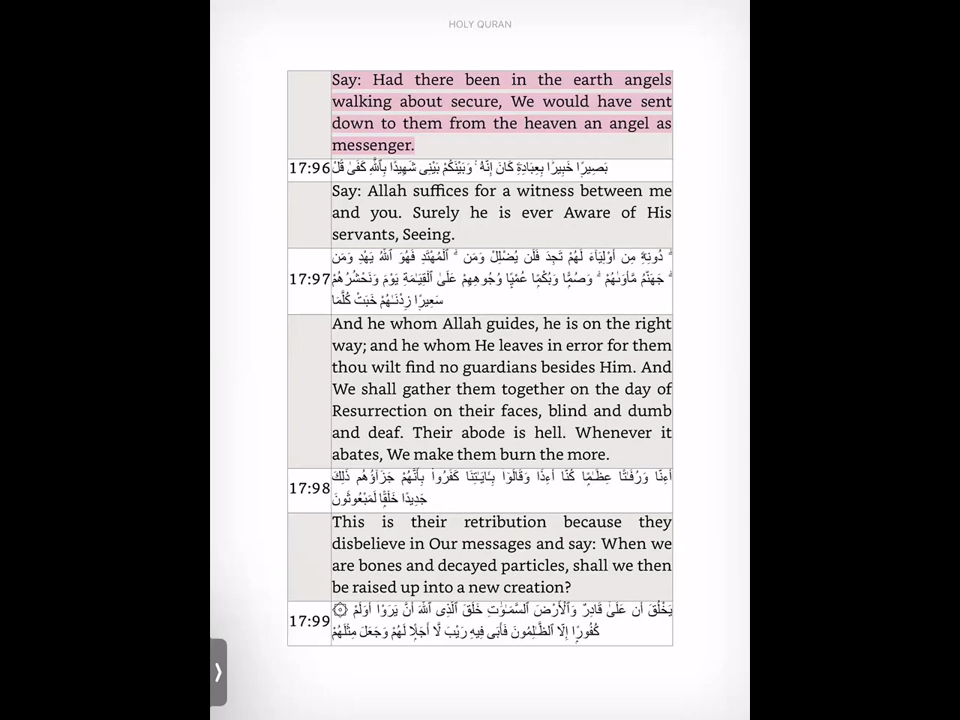 HOLY QURAN
Say: Had there been in the earth angels
walking about secure, We would have sent
down to them from the heaven an angel as
messenger.
17:96 بَصِيرًۢا خَبِيرًۢا بِعِبَادِهِۦ كَانَ إِنَّهُۥ ۚ وَبَيْنَكُمْ بَيْنِى شَهِيدًۢا بِٱللَّهِ كَفَىٰ قُلْ
Say: Allah suffices for a witness between me
and you. Surely he is ever Aware of His
servants, Seeing.
ۖ دُونِهِۦ مِن أَوْلِيَآءَ لَهُمْ تَجِدَ فَلَن يُضْلِلْ وَمَن ۖ ٱلْمُهْتَدِ فَهُوَ ٱللَّهُ يَهْدِ وَمَن
17:97 ۖ جَهَنَّمُ مَّأْوَىٰهُمْ ۖ وَصُمًّا وَبُكْمًا عُمْيًا وُجُوهِهِمْ عَلَىٰ ٱلْقِيَـٰمَةِ يَوْمَ وَنَحْشُرُهُمْ
سَعِيرًا زِدْنَـٰهُمْ خَبَتْ كُلَّمَا
And he whom Allah guides, he is on the right
way; and he whom He leaves in error for them
thou wilt find no guardians besides Him. And
We shall gather them together on the day of
Resurrection on their faces, blind and dumb
and deaf. Their abode is hell. Whenever it
abates, We make them burn the more.
17:98 أَءِنَّا وَرُفَـٰتًا عِظَـٰمًا كُنَّا أَءِذَا وَقَالُوٓا۟ بِـَٔايَـٰتِنَا كَفَرُوا۟ بِأَنَّهُمْ جَزَآؤُهُم ذَٰلِكَ
جَدِيدًا خَلْقًا لَمَبْعُوثُونَ
This is their retribution because they
disbelieve in Our messages and say: When we
are bones and decayed particles, shall we then
be raised up into a new creation?
17:99 يَخْلُقَ أَن عَلَىٰٓ قَادِرٌ وَٱلْأَرْضَ ٱلسَّمَـٰوَٰتِ خَلَقَ ٱلَّذِى ٱللَّهَ أَنَّ يَرَوْا۟ أَوَلَمْ ۞
كُفُورًا إِلَّا ٱلظَّـٰلِمُونَ فَأَبَى فِيهِ رَيْبَ لَّا أَجَلًا لَهُمْ وَجَعَلَ مِثْلَهُمْ